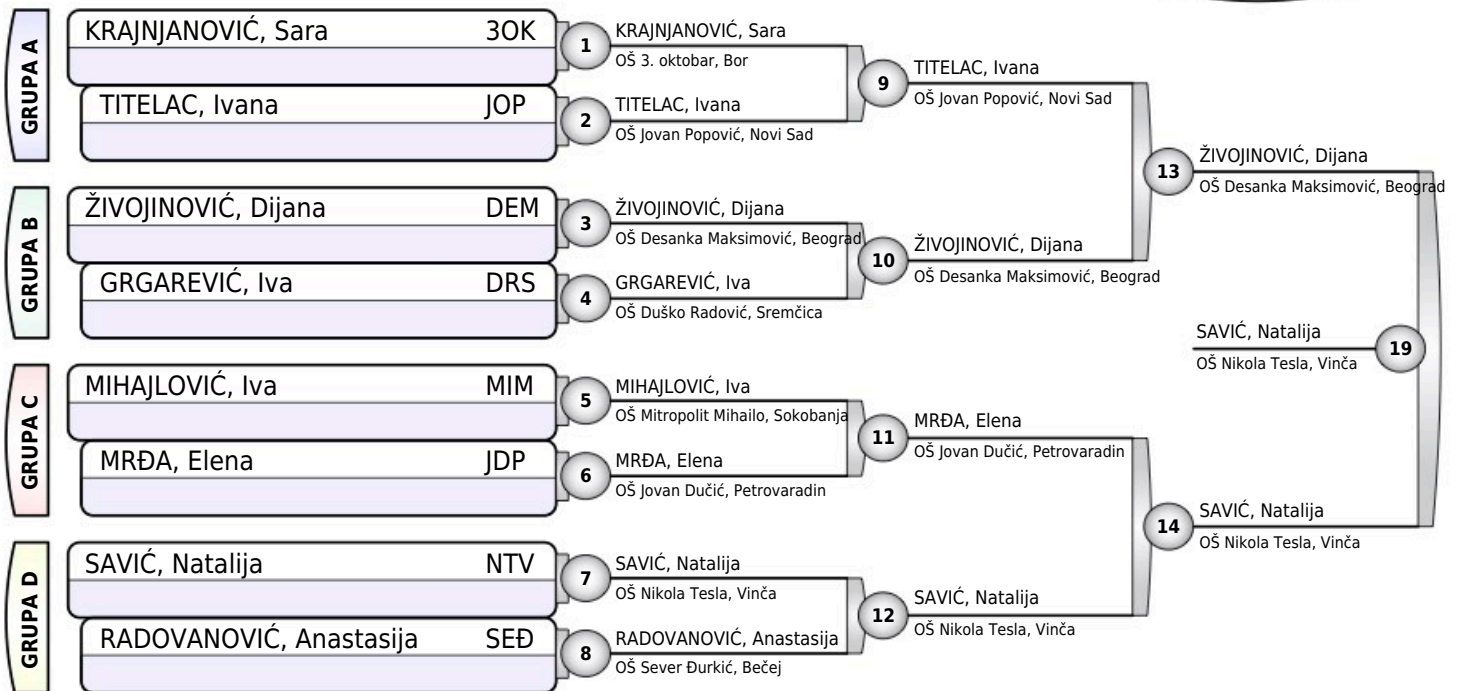 GRUPA A
KRAJNJANOVIĆ, Sara 3OK
TITELAC, Ivana JOP
GRUPA B
ŽIVOJINOVIĆ, Dijana DEM
GRGAREVIĆ, Iva DRS
GRUPA C
MIHAJLOVIĆ, Iva MIM
MRĐA, Elena JDP
GRUPA D
SAVIĆ, Natalija NTV
RADOVANOVIĆ, Anastasija SEĐ
1
KRAJNJANOVIĆ, Sara
OŠ 3. oktobar, Bor
2
TITELAC, Ivana
OŠ Jovan Popović, Novi Sad
3
ŽIVOJINOVIĆ, Dijana
OŠ Desanka Maksimović, Beograd
4
GRGAREVIĆ, Iva
OŠ Duško Radović, Sremčica
5
MIHAJLOVIĆ, Iva
OŠ Mitropolit Mihailo, Sokobanja
6
MRĐA, Elena
OŠ Jovan Dučić, Petrovaradin
7
SAVIĆ, Natalija
OŠ Nikola Tesla, Vinča
8
RADOVANOVIĆ, Anastasija
OŠ Sever Đurkić, Bečej
9
TITELAC, Ivana
OŠ Jovan Popović, Novi Sad
10
ŽIVOJINOVIĆ, Dijana
OŠ Desanka Maksimović, Beograd
11
MRĐA, Elena
OŠ Jovan Dučić, Petrovaradin
12
SAVIĆ, Natalija
OŠ Nikola Tesla, Vinča
13
ŽIVOJINOVIĆ, Dijana
OŠ Desanka Maksimović, Beograd
14
SAVIĆ, Natalija
OŠ Nikola Tesla, Vinča
SAVIĆ, Natalija
OŠ Nikola Tesla, Vinča
19